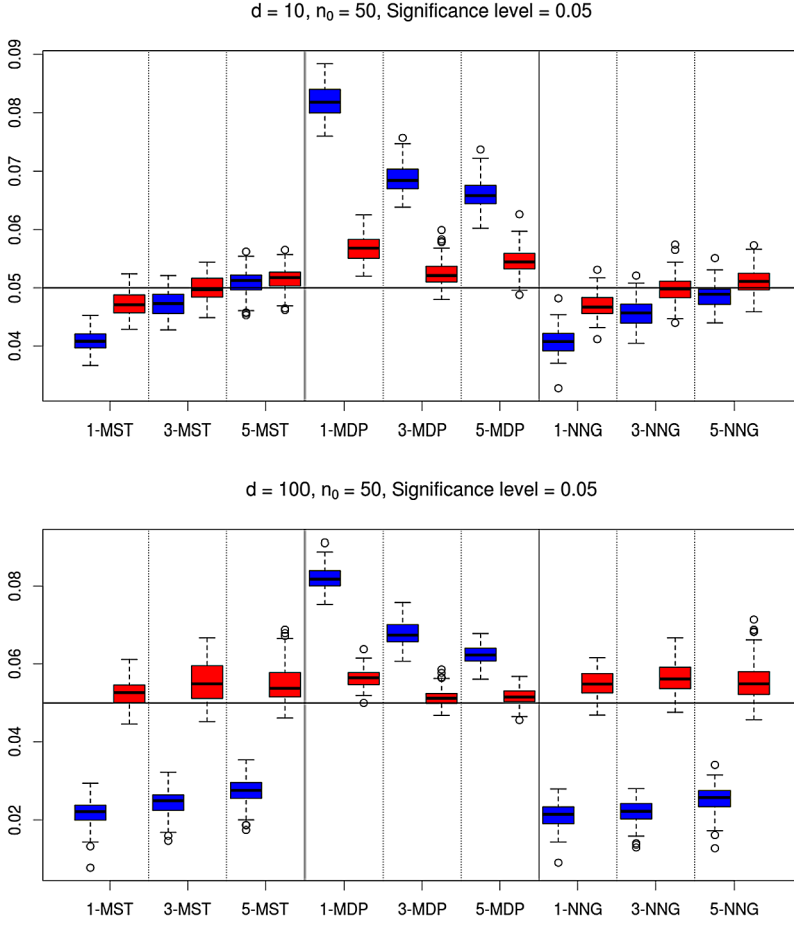 d = 10, n₀ = 50, Significance level = 0.05
0.09
0.08
0.07
0.06
0.05
0.04
1-MST 3-MST 5-MST 1-MDP 3-MDP 5-MDP 1-NNG 3-NNG 5-NNG
d = 100, n₀ = 50, Significance level = 0.05
0.08
0.06
0.04
0.02
1-MST 3-MST 5-MST 1-MDP 3-MDP 5-MDP 1-NNG 3-NNG 5-NNG